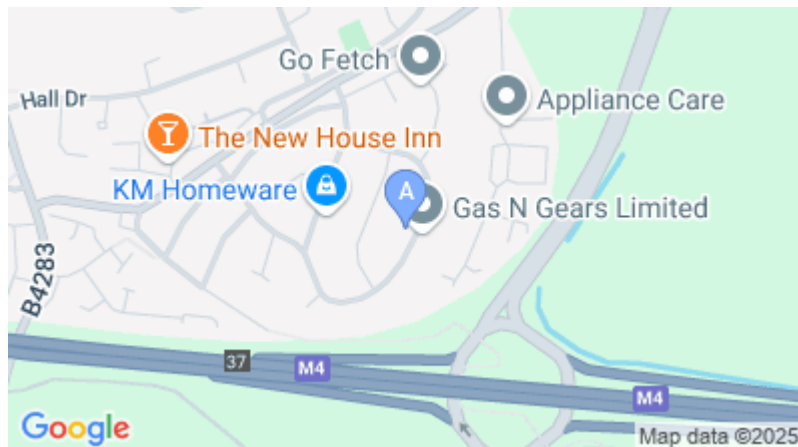 Go Fetch
Hall Dr
Appliance Care
The New House Inn
KM Homeware
A
Gas N Gears Limited
B4283
37
M4
M4
Google
Map data ©2025